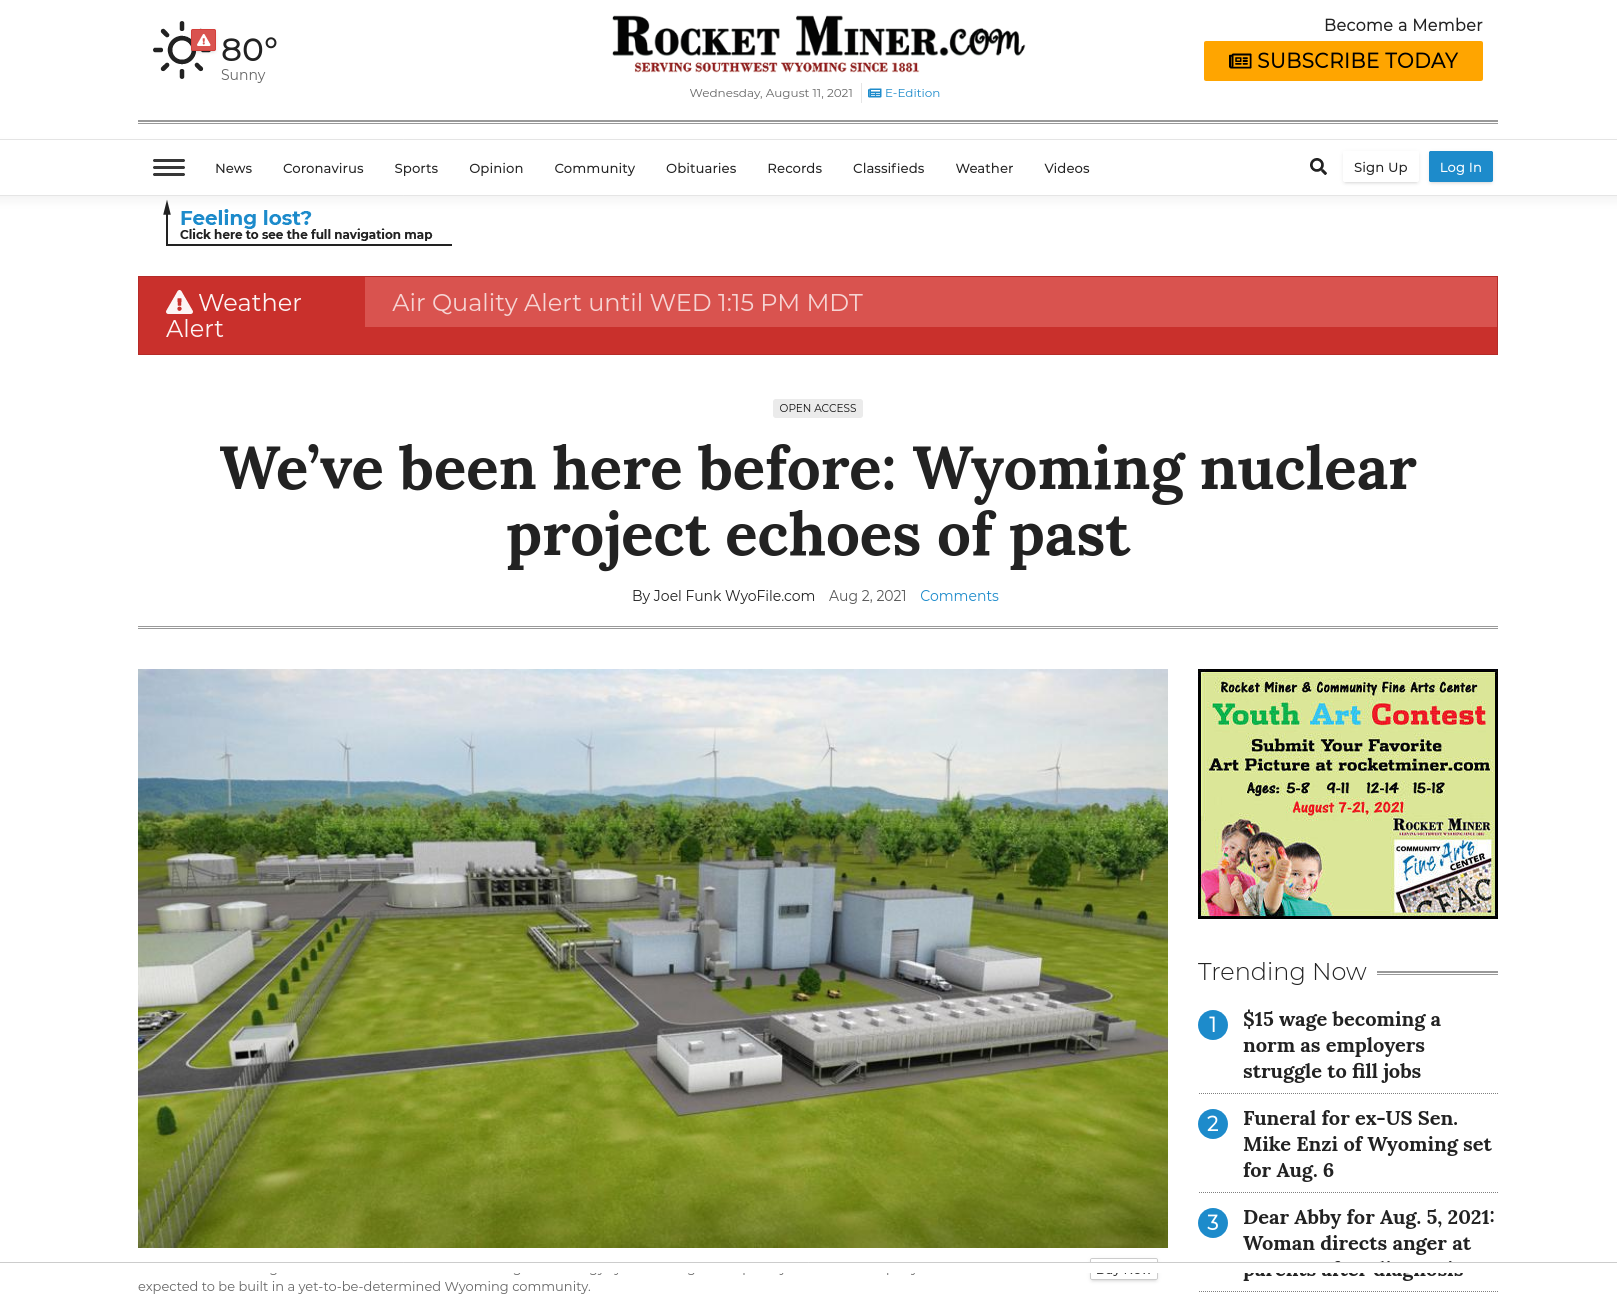 80°
Sunny
ROCKET MINER.com
SERVING SOUTHWEST WYOMING SINCE 1881
Wednesday, August 11, 2021
E-Edition
Become a Member
SUBSCRIBE TODAY
News
Coronavirus
Sports
Opinion
Community
Obituaries
Records
Classifieds
Weather
Videos
Sign Up
Log In
Feeling lost?
Click here to see the full navigation map
Weather
Alert
Air Quality Alert until WED 1:15 PM MDT
OPEN ACCESS
We’ve been here before: Wyoming nuclear
project echoes of past
By Joel Funk WyoFile.com
Aug 2, 2021
Comments
Rocket Miner & Community Fine Arts Center
Youth Art Contest
Submit Your Favorite
Art Picture at rocketminer.com
Ages: 5-8 9-11 12-14 15-18
August 7-21, 2021
ROCKET MINER
COMMUNITY
Fine Arts
CENTER
CFAC
Trending Now
1
$15 wage becoming a
norm as employers
struggle to fill jobs
2
Funeral for ex-US Sen.
Mike Enzi of Wyoming set
for Aug. 6
3
Dear Abby for Aug. 5, 2021:
Woman directs anger at
parents after diagnosis
expected to be built in a yet-to-be-determined Wyoming community.